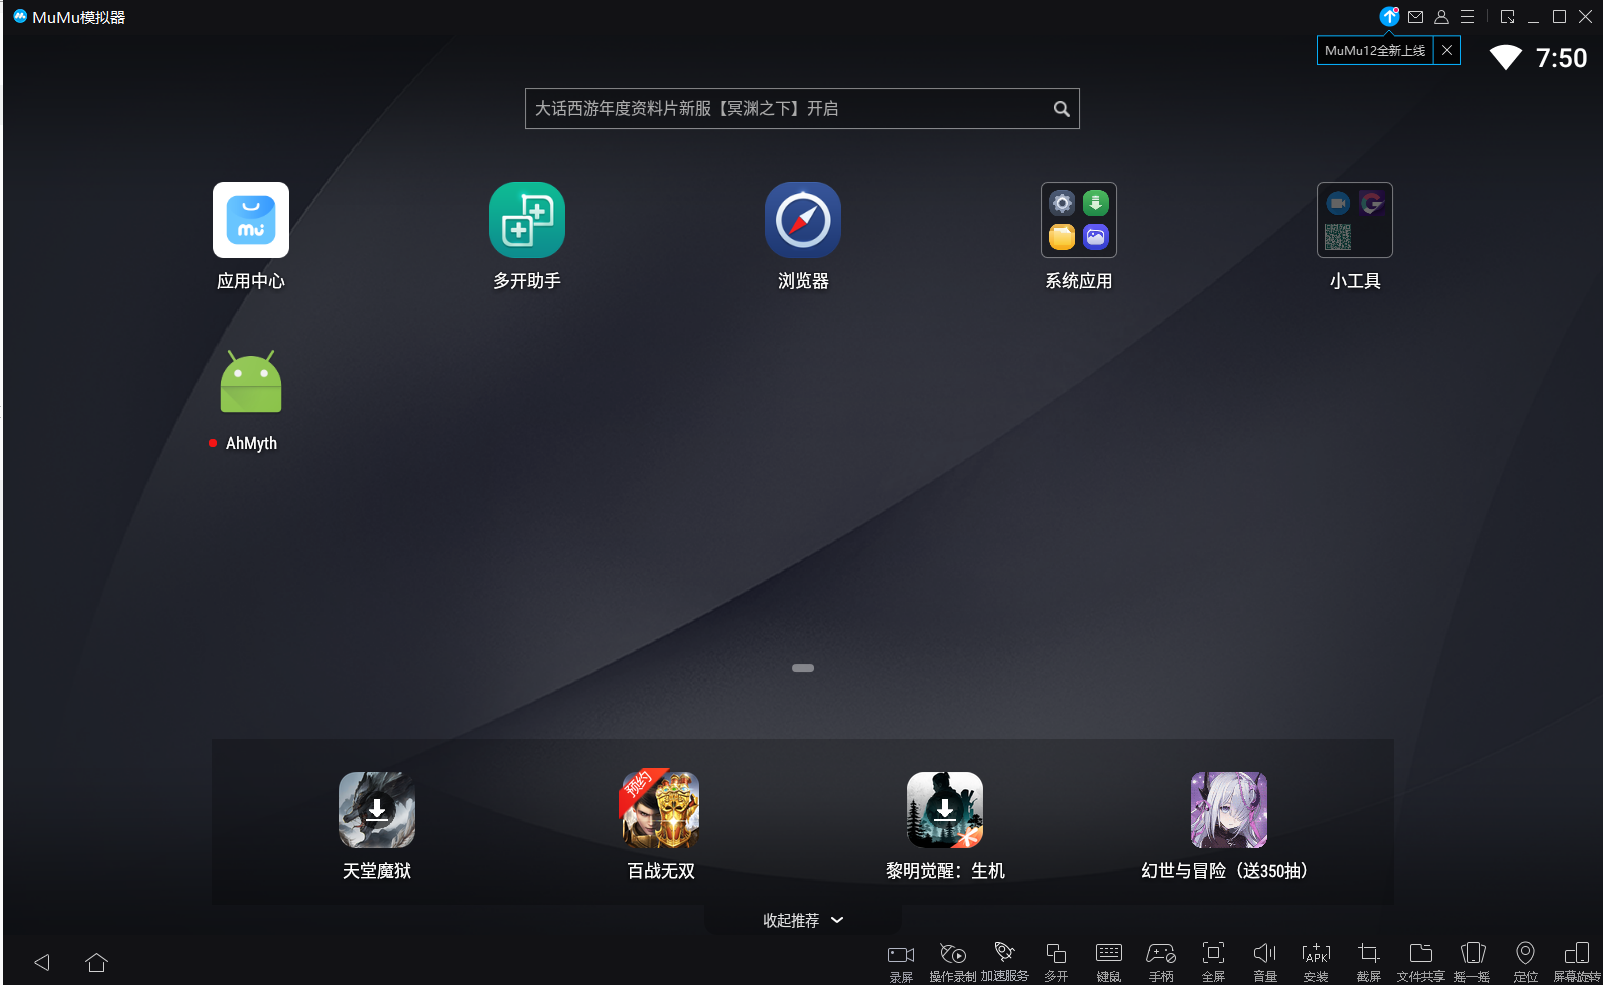 MuMu模拟器
MuMu12全新上线
7:50
大话西游年度资料片新服【冥渊之下】开启
mu
应用中心
多开助手
浏览器
系统应用
小工具
AhMyth
预约
天堂魔狱
百战无双
黎明觉醒：生机
幻世与冒险（送350抽）
收起推荐
APK
录屏
操作录制
加速服务
多开
键鼠
手柄
全屏
音量
安装
截屏
文件共享
摇一摇
定位
屏幕旋转